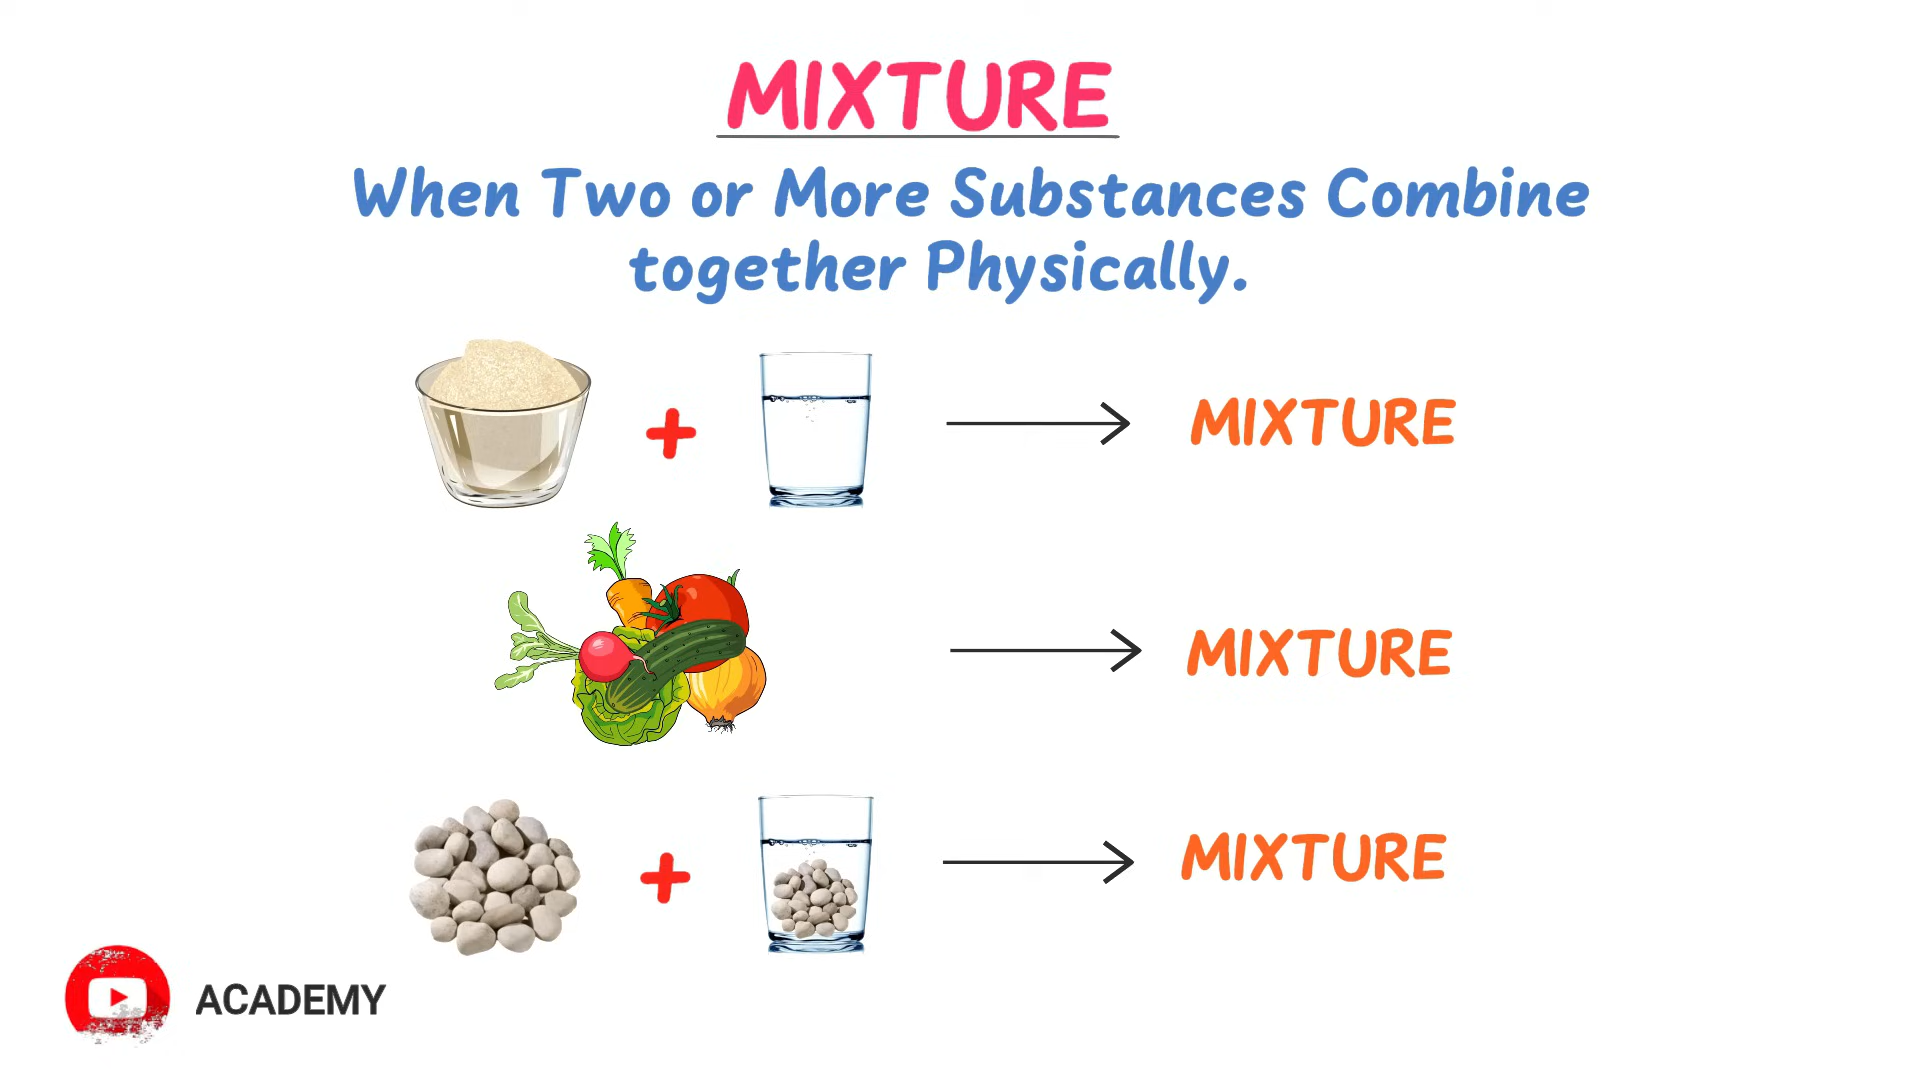 MIXTURE
When Two or More Substances Combine
together Physically.
MIXTURE
MIXTURE
MIXTURE
ACADEMY